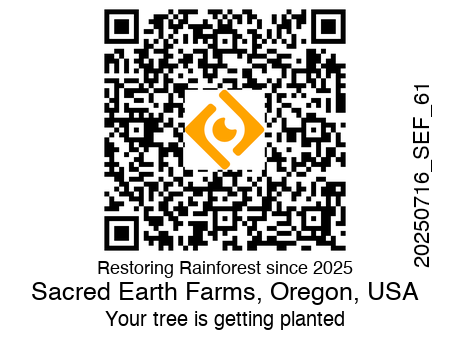 Restoring Rainforest since 2025
Sacred Earth Farms, Oregon, USA
Your tree is getting planted
20250716_SEF_61